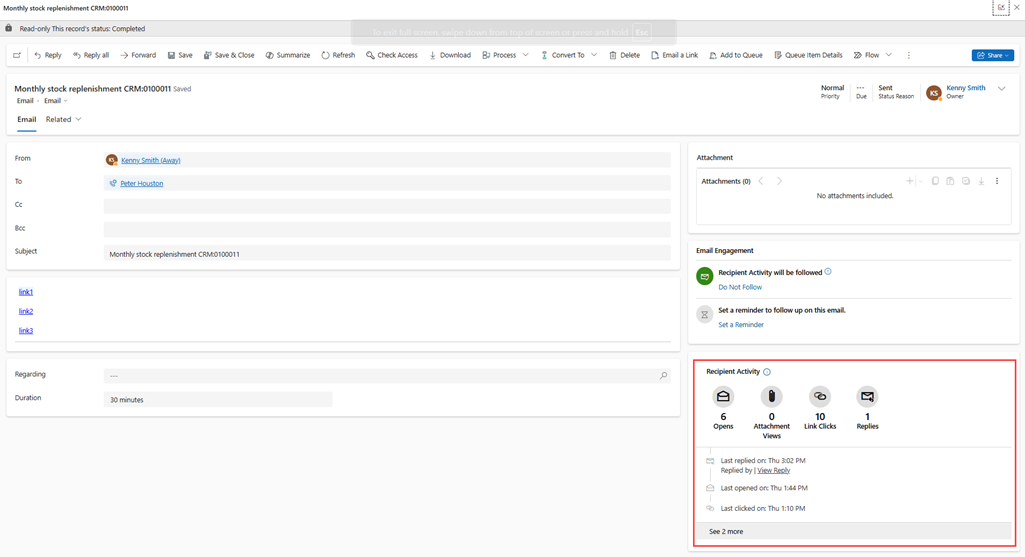 Monthly stock replenishment CRM:0100011
Read-only This record's status: Completed
To exit full screen, swipe down from top of screen or press and hold Esc
Reply Reply all Forward Save Save & Close Summarize Refresh Check Access Download Process Convert To Delete Email a Link Add to Queue Queue Item Details Flow Share
Monthly stock replenishment CRM:0100011 Saved
Email · Email
Normal
Priority
---
Due
Sent
Status Reason
KS
Kenny Smith
Owner
Email Related
From
KS Kenny Smith (Away)
To
Peter Houston
Cc
Bcc
Subject
Monthly stock replenishment CRM:0100011
link1
link2
link3
Regarding
---
Duration
30 minutes
Attachment
Attachments (0)
No attachments included.
Email Engagement
Recipient Activity will be followed
Do Not Follow
Set a reminder to follow up on this email.
Set a Reminder
Recipient Activity
6
Opens
0
Attachment
Views
10
Link Clicks
1
Replies
Last replied on: Thu 3:02 PM
Replied by | View Reply
Last opened on: Thu 1:44 PM
Last clicked on: Thu 1:10 PM
See 2 more